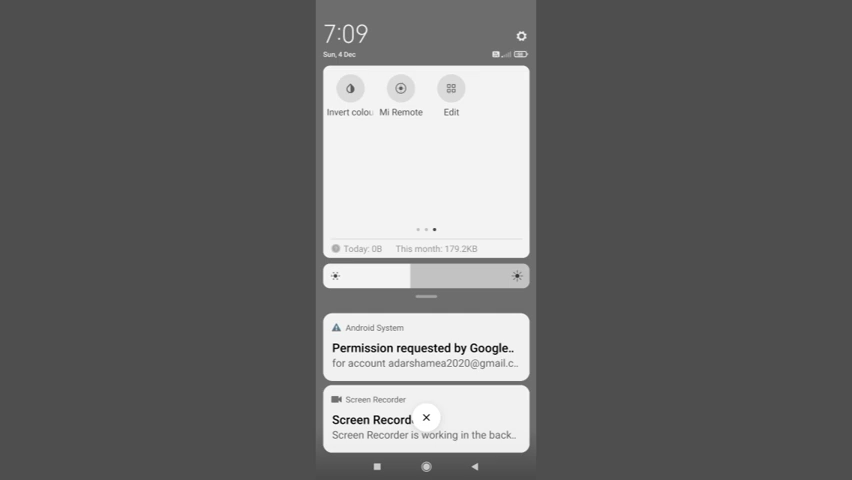 7:09
Sun, 4 Dec
Invert colou
Mi Remote
Edit
Today: 0B
This month: 179.2KB
Android System
Permission requested by Google..
for account adarshamea2020@gmail.c..
Screen Recorder
Screen Record
Screen Recorder is working in the back..